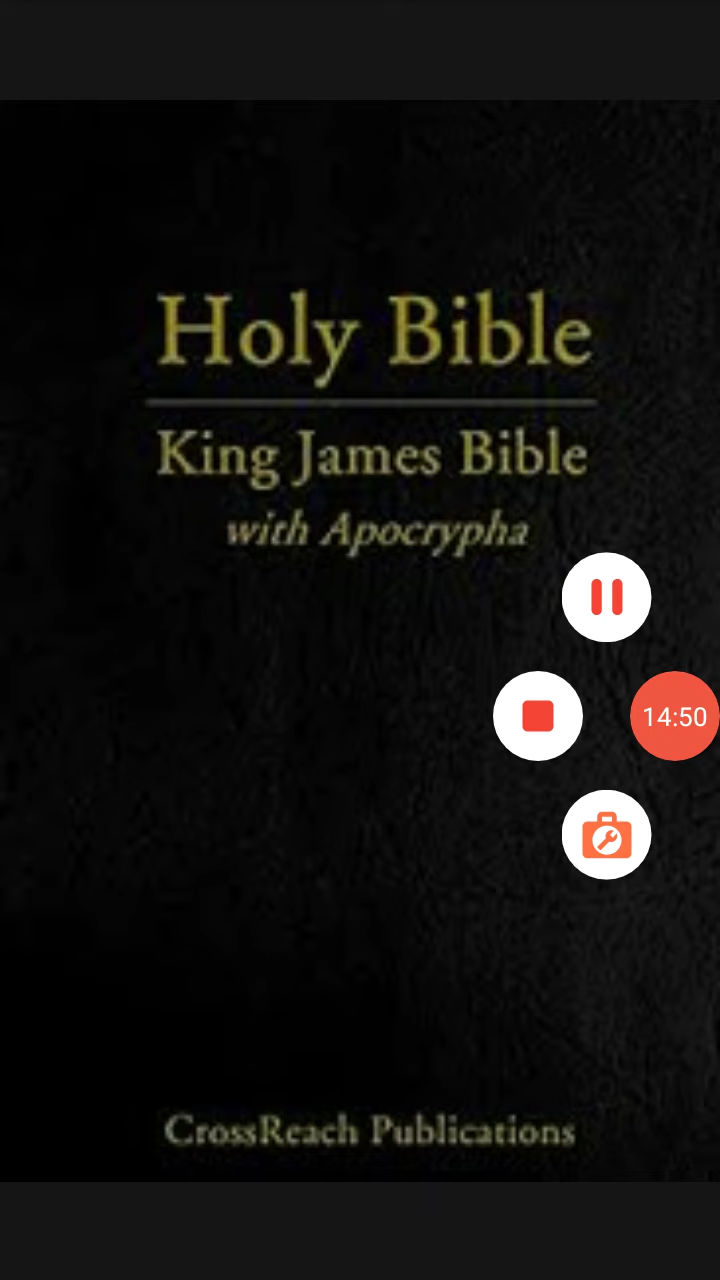 Holy Bible
King James Bible
with Apocrypha
14:50
CrossReach Publications